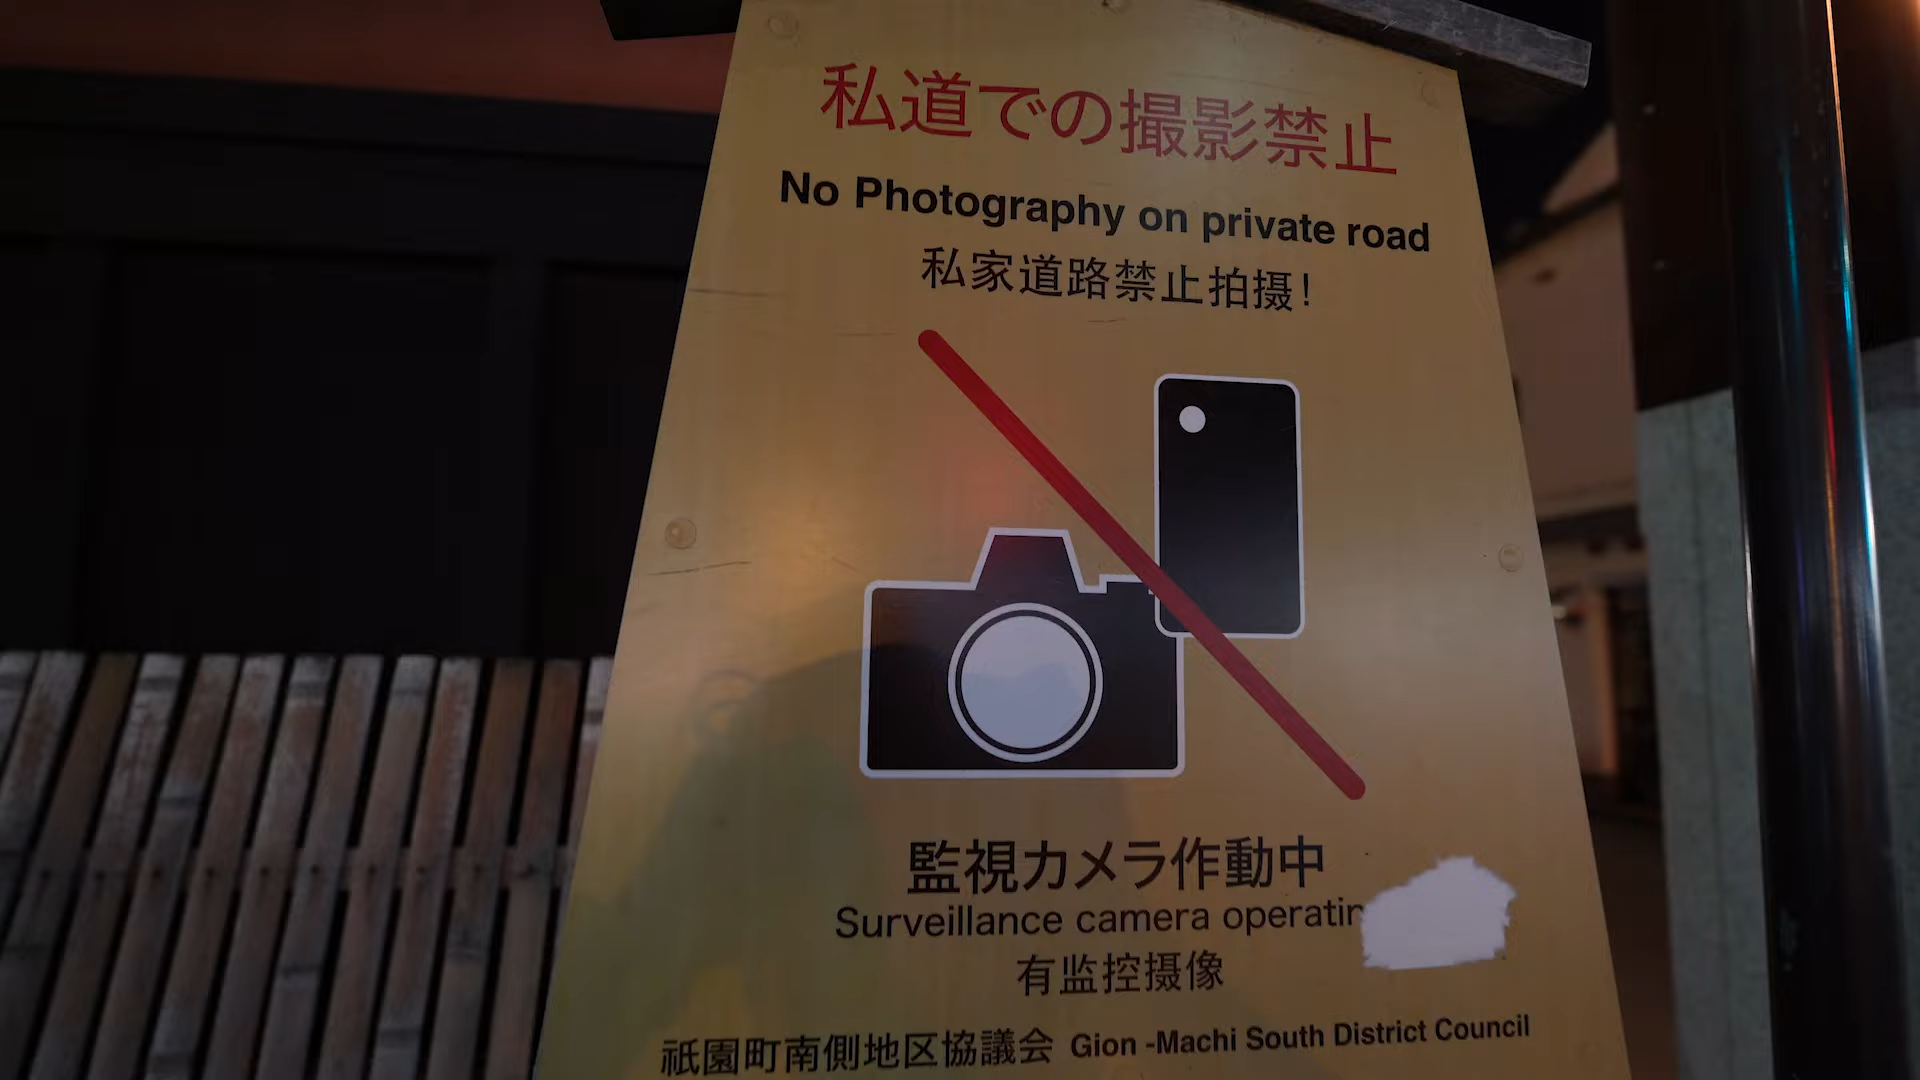 私道での撮影禁止
No Photography on private road
私家道路禁止拍摄!
監視カメラ作動中
Surveillance camera
有监控摄像
祇園町南側地区協議会 Gion -Machi South District Council